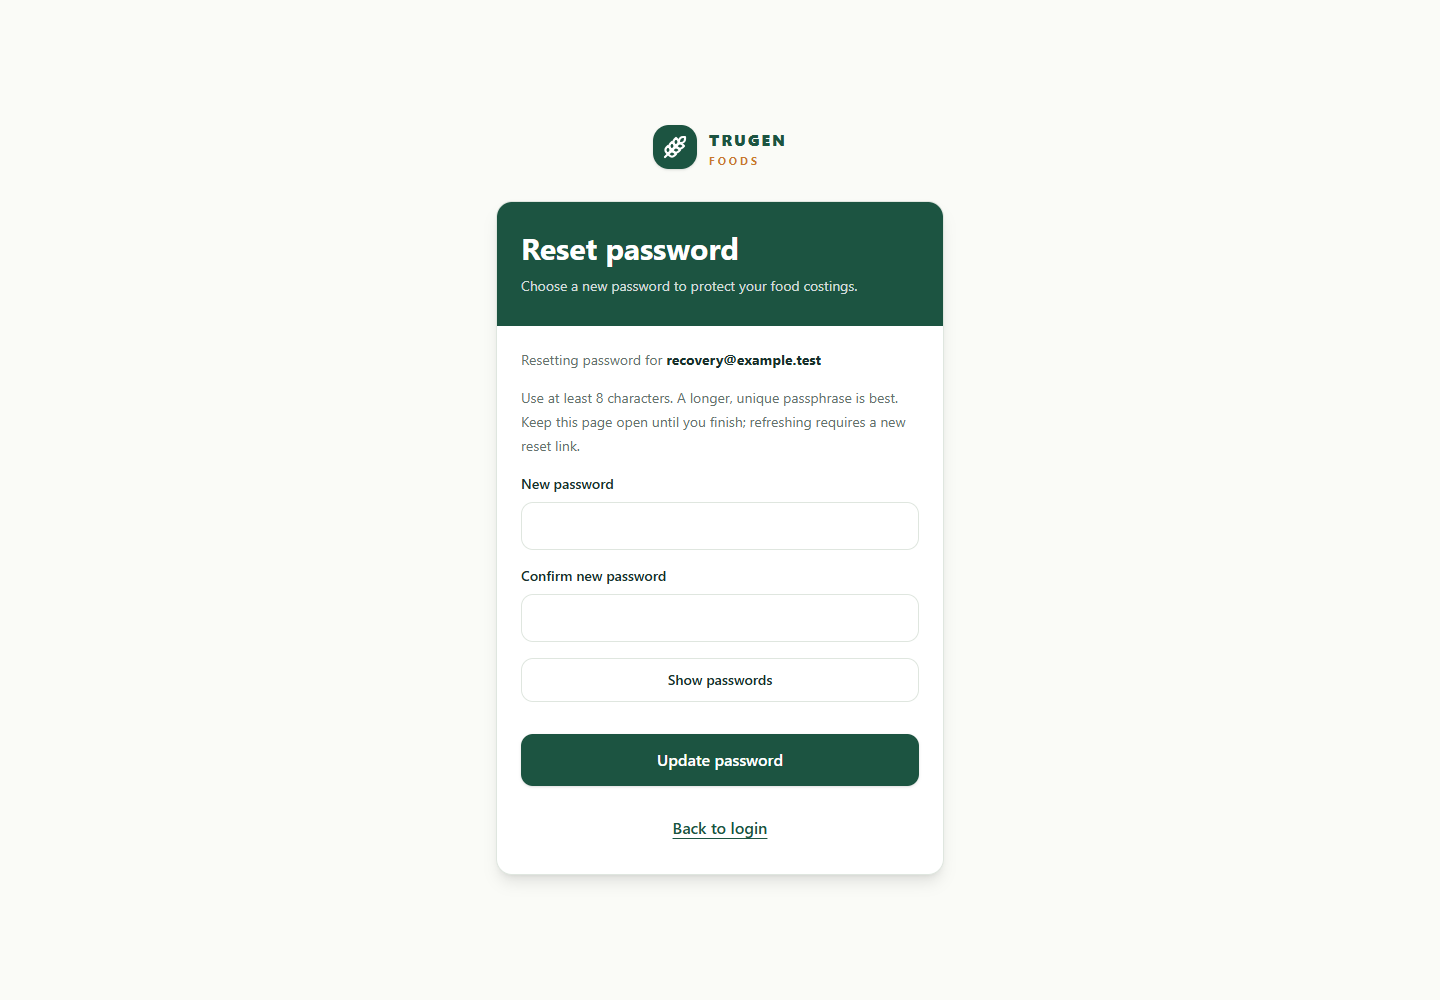 TRUGEN
FOODS
Reset password
Choose a new password to protect your food costings.
Resetting password for recovery@example.test
Use at least 8 characters. A longer, unique passphrase is best.
Keep this page open until you finish; refreshing requires a new
reset link.
New password
Confirm new password
Show passwords
Update password
Back to login